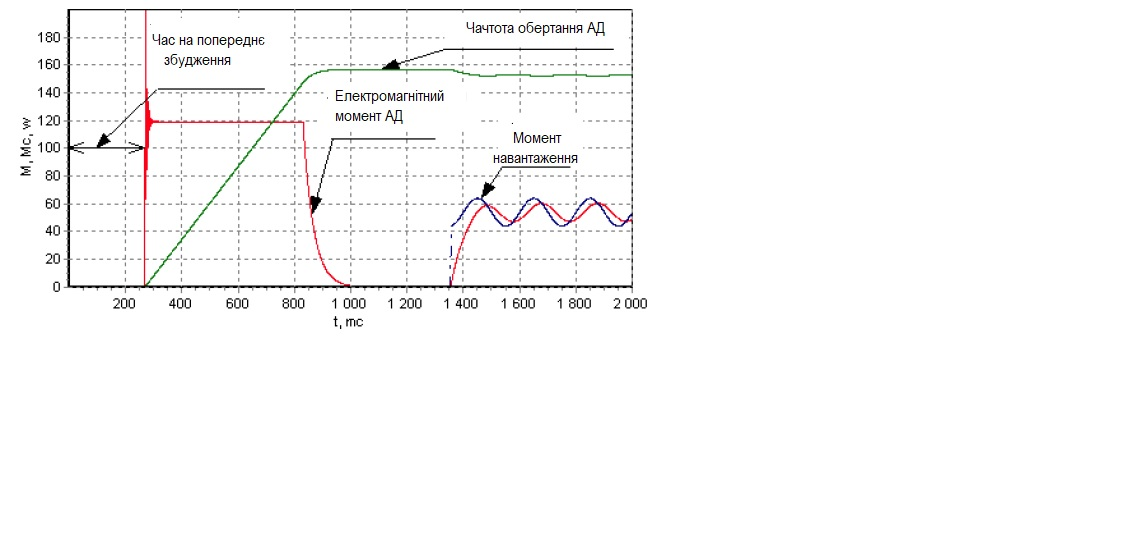 Час на попереднє
збудження
Чачтота обертання АД
Електромагнітний
момент АД
Момент
навантаження
M, Mc, w
180
160
140
120
100
80
60
40
20
0
200
400
600
800
1 000
1 200
1 400
1 600
1 800
2 000
t, mc